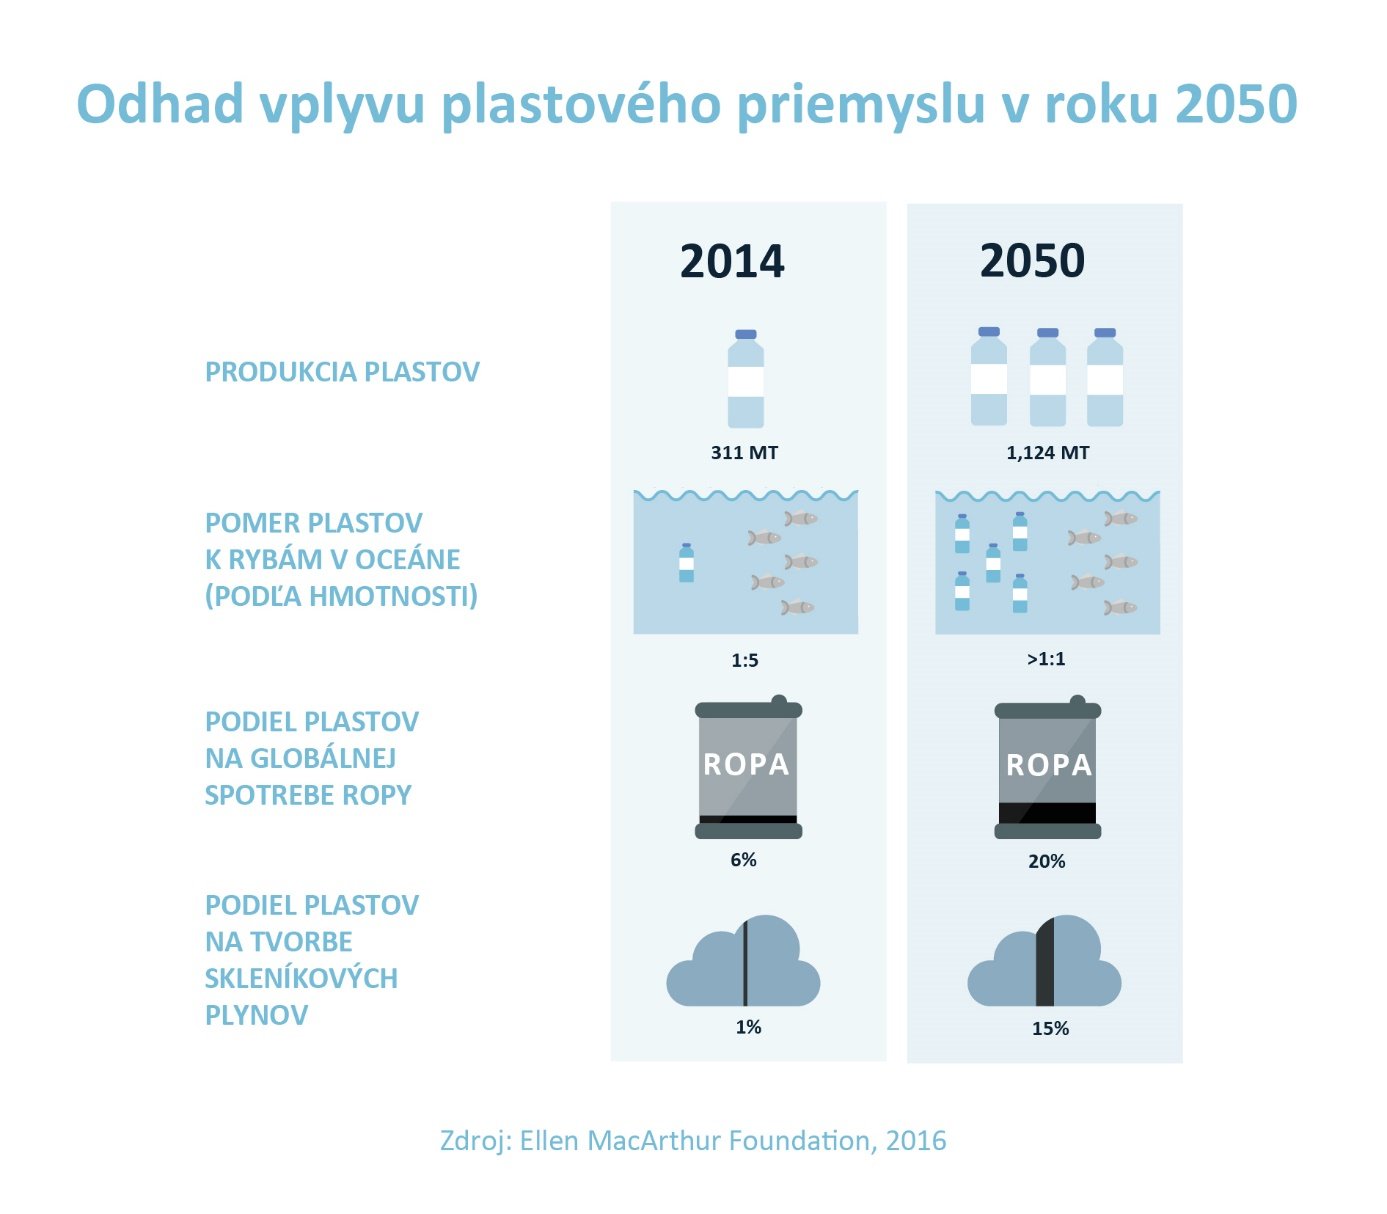 Odhad vplyvu plastového priemyslu v roku 2050
2014
2050
PRODUKCIA PLASTOV
311 MT
1,124 MT
POMER PLASTOV
K RYBÁM V OCEÁNE
(PODĽA HMOTNOSTI)
1:5
>1:1
PODIEL PLASTOV
NA GLOBÁLNEJ
SPOTREBE ROPY
ROPA
ROPA
6%
20%
PODIEL PLASTOV
NA TVORBE
SKLENÍKOVÝCH
PLYNOV
1%
15%
Zdroj: Ellen MacArthur Foundation, 2016